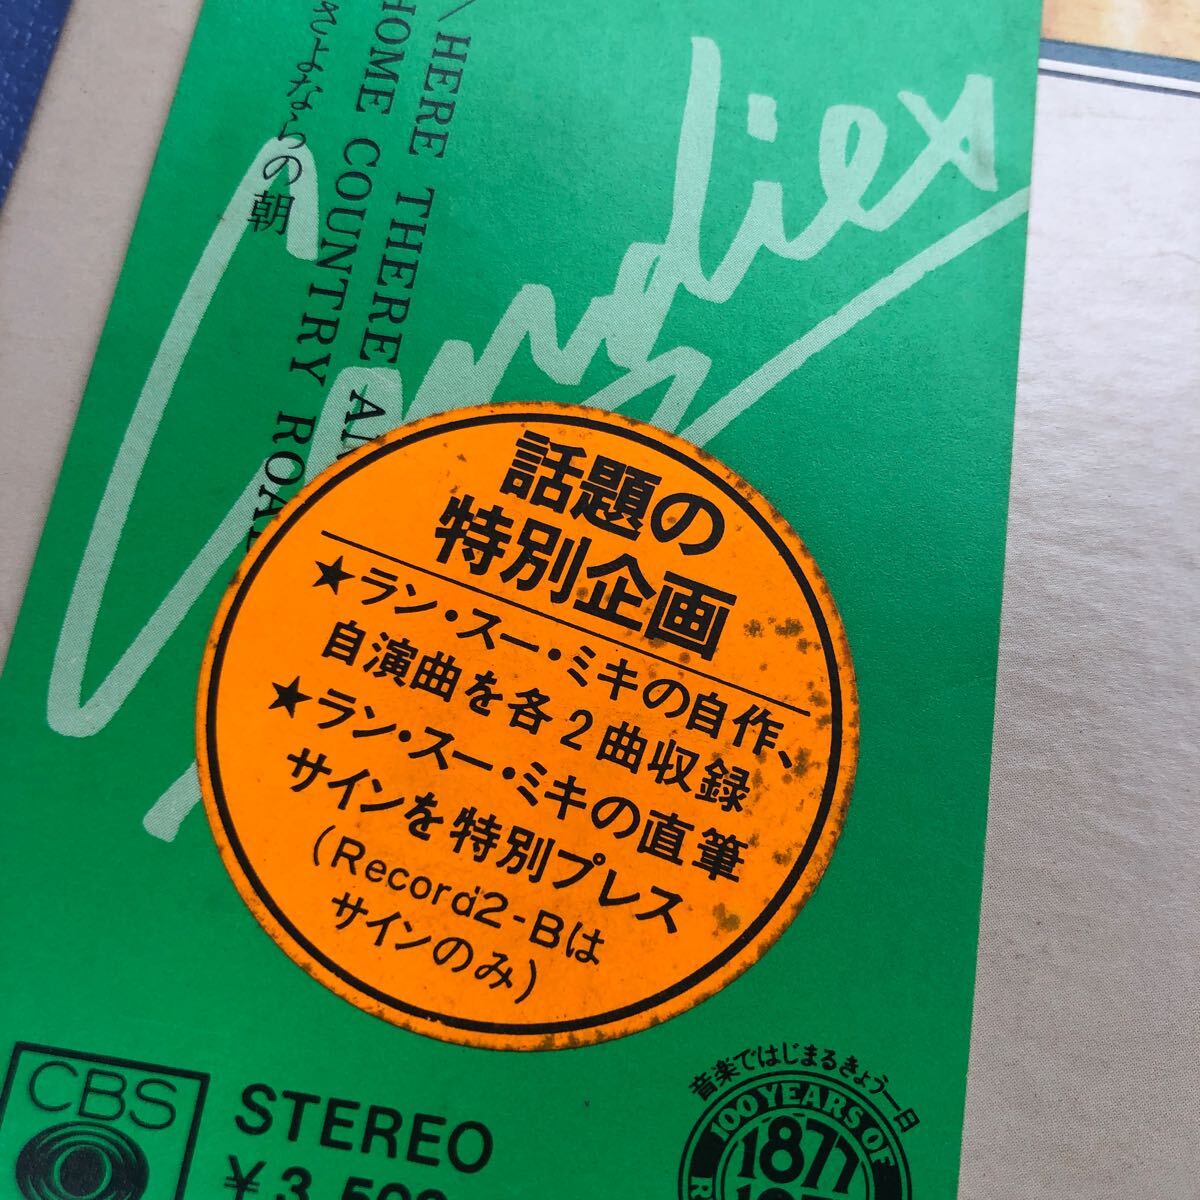 HERE THERE AN
HOME COUNTRY ROAD
さよならの朝
Candies
話題の
特別企画
★ラン・スー・ミキの自作、
自演曲を各2曲収録
★ラン・スー・ミキの直筆
サインを特別プレス
(Record2-Bは
サインのみ)
CBS
STEREO
¥3,500
音楽ではじまるきょう一日
100 YEARS OF
1877